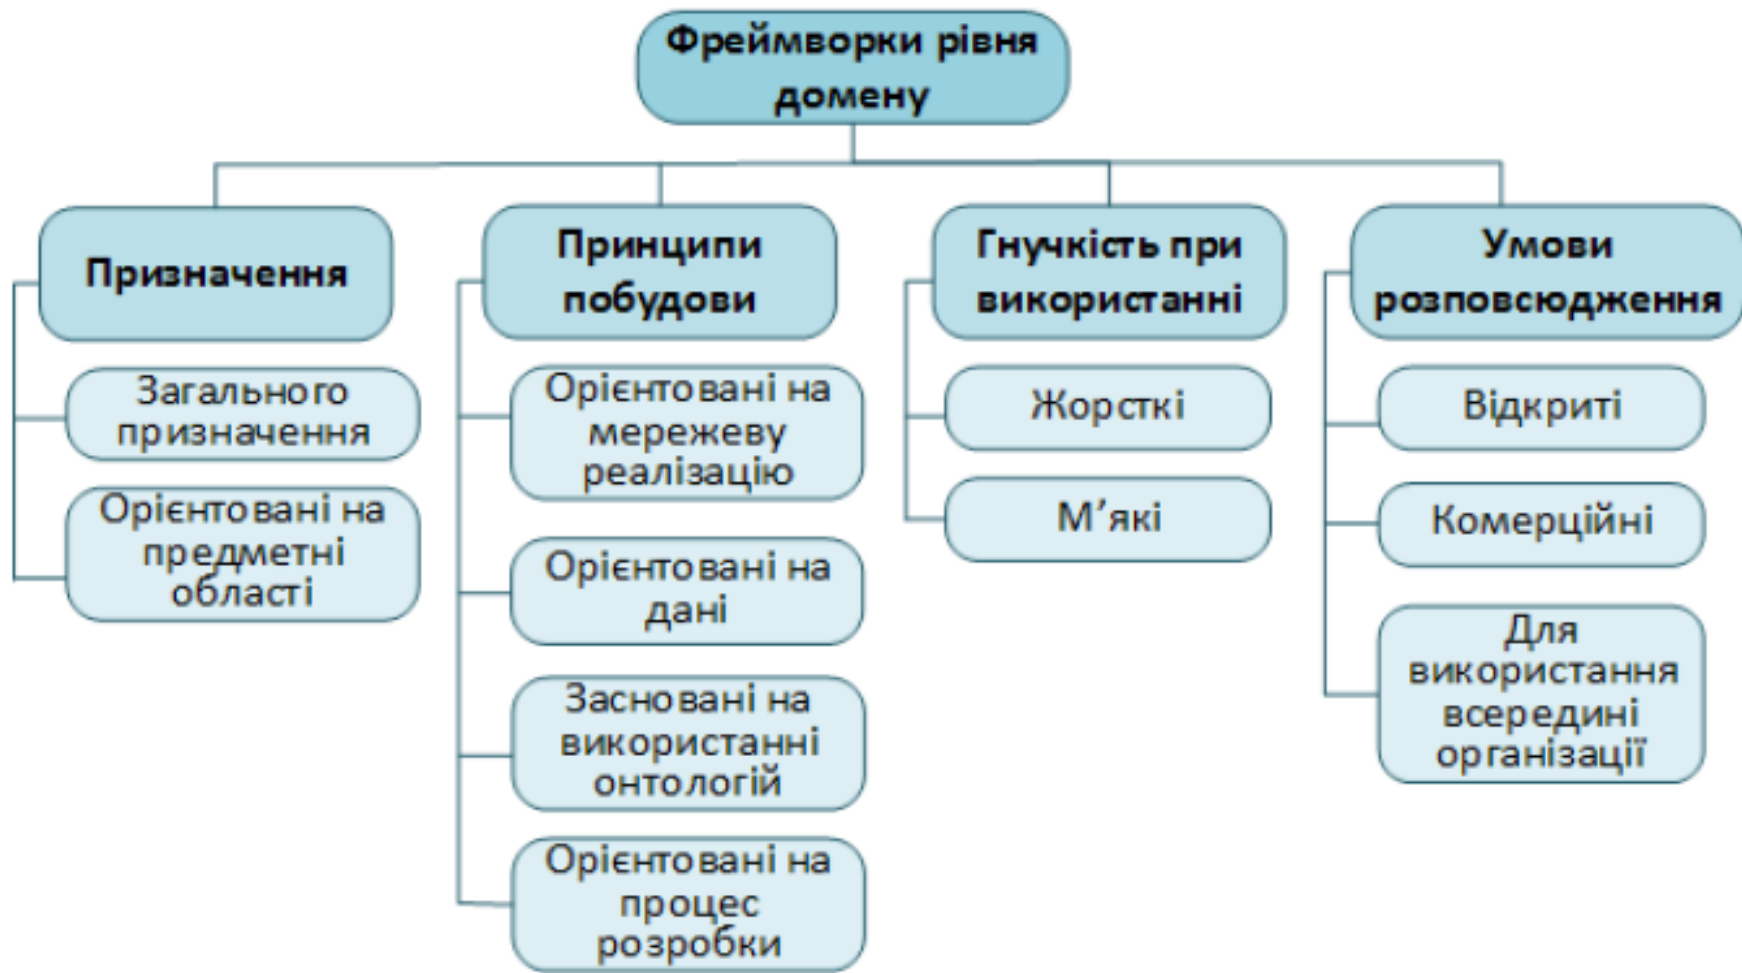 Фреймворки рівня
домену
Призначення
Загального
призначення
Орієнтовані на
предметні
області
Принципи
побудови
Орієнтовані на
мережеву
реалізацію
Орієнтовані на
дані
Засновані на
використанні
онтологій
Орієнтовані на
процес
розробки
Гнучкість при
використанні
Жорсткі
М’які
Умови
розповсюдження
Відкриті
Комерційні
Для
використання
всередині
організації